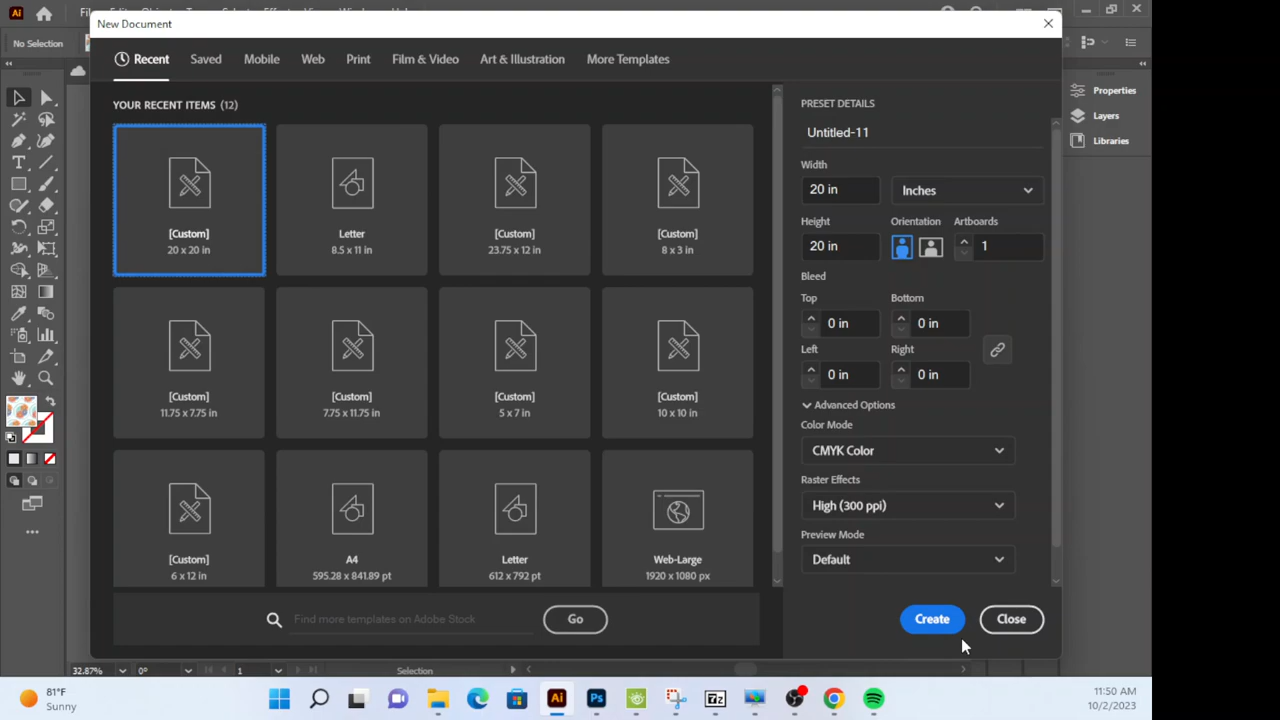 New Document
No Selection
Recent
Saved
Mobile
Web
Print
Film & Video
Art & Illustration
More Templates
YOUR RECENT ITEMS (12)
[Custom]
20 x 20 in
Letter
8.5 x 11 in
[Custom]
23.75 x 12 in
[Custom]
8 x 3 in
[Custom]
11.75 x 7.75 in
[Custom]
7.75 x 11.75 in
[Custom]
5 x 7 in
[Custom]
10 x 10 in
[Custom]
6 x 12 in
A4
595.28 x 841.89 pt
Letter
612 x 792 pt
Web-Large
1920 x 1080 px
Find more templates on Adobe Stock
Go
PRESET DETAILS
Untitled-11
Width
20 in
Inches
Height
Orientation
Artboards
20 in
1
Bleed
Top
Bottom
0 in
0 in
Left
Right
0 in
0 in
Advanced Options
Color Mode
CMYK Color
Raster Effects
High (300 ppi)
Preview Mode
Default
Create
Close
Properties
Layers
Libraries
32.87%
0°
1
Selection
81°F
Sunny
11:50 AM
10/2/2023
Ai
Ai
Ps
7z